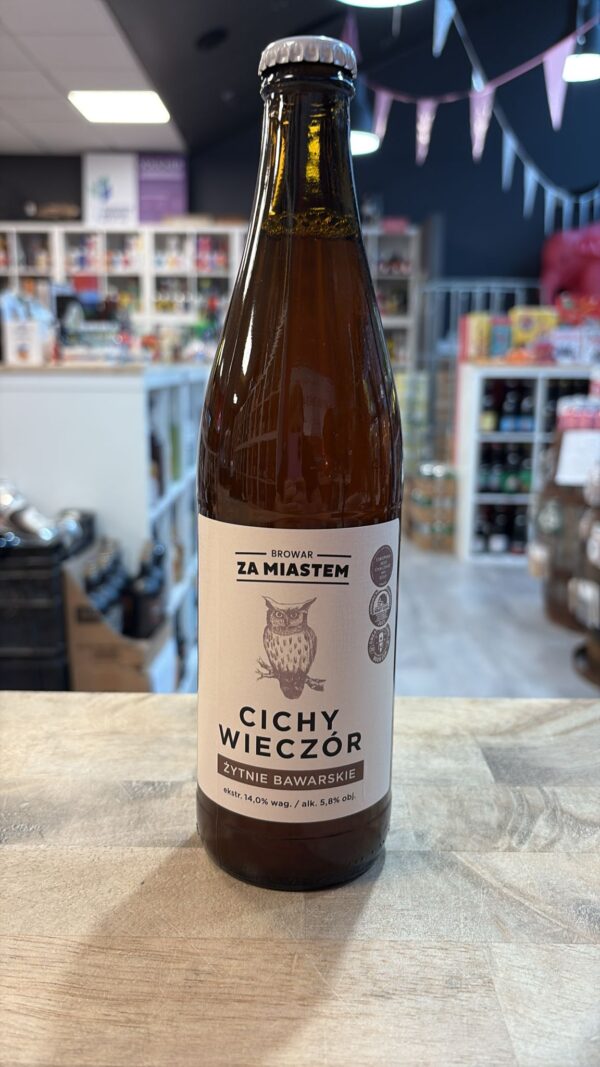 BROWAR
ZA MIASTEM
CICHY
WIECZÓR
ŻYTNIE BAWARSKIE
ekstr. 14,0% wag. / alk. 5,8% obj.